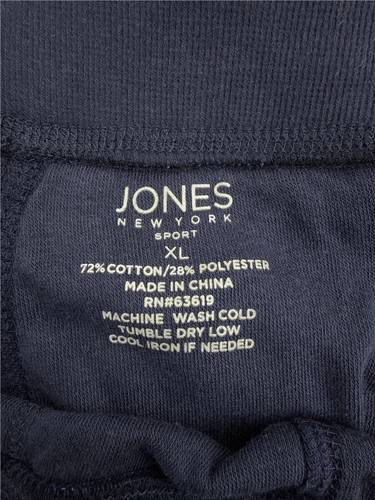 JONES
NEW YORK
SPORT
XL
72% COTTON/28% POLYESTER
MADE IN CHINA
RN#63619
MACHINE WASH COLD
TUMBLE DRY LOW
COOL IRON IF NEEDED